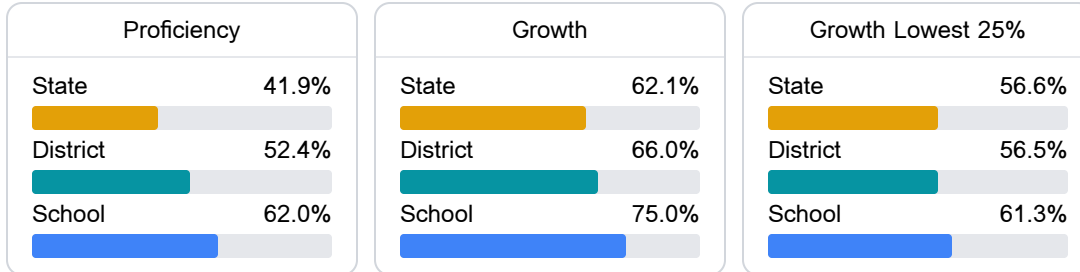 Proficiency
State 41.9%
District 52.4%
School 62.0%
Growth
State 62.1%
District 66.0%
School 75.0%
Growth Lowest 25%
State 56.6%
District 56.5%
School 61.3%